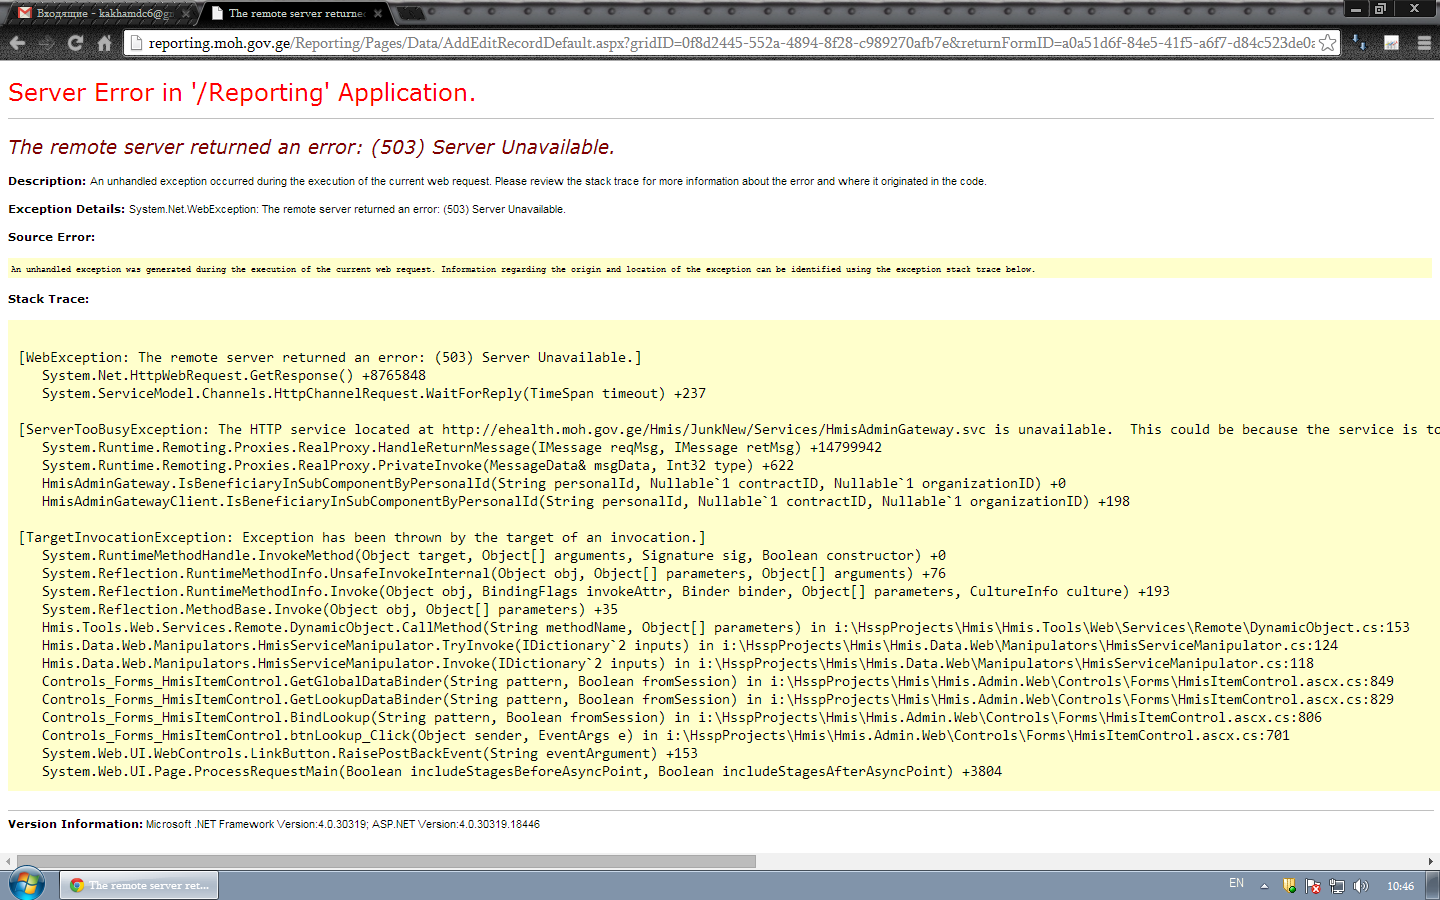 Входящие - kakhamdc6@g
The remote server returne
reporting.moh.gov.ge/Reporting/Pages/Data/AddEditRecordDefault.aspx?gridID=0f8d2445-552a-4894-8f28-c989270afb7e&returnFormID=a0a51d6f-84e5-41f5-a6f7-d84c523de0a
Server Error in '/Reporting' Application.
The remote server returned an error: (503) Server Unavailable.
Description: An unhandled exception occurred during the execution of the current web request. Please review the stack trace for more information about the error and where it originated in the code.
Exception Details: System.Net.WebException: The remote server returned an error: (503) Server Unavailable.
Source Error:
An unhandled exception was generated during the execution of the current web request. Information regarding the origin and location of the exception can be identified using the exception stack trace below.
Stack Trace:
[WebException: The remote server returned an error: (503) Server Unavailable.]
System.Net.HttpWebRequest.GetResponse() +8765848
System.ServiceModel.Channels.HttpChannelRequest.WaitForReply(TimeSpan timeout) +237
[ServerTooBusyException: The HTTP service located at http://ehealth.moh.gov.ge/Hmis/JunkNew/Services/HmisAdminGateway.svc is unavailable.  This could be because the service is to
System.Runtime.Remoting.Proxies.RealProxy.HandleReturnMessage(IMessage reqMsg, IMessage retMsg) +14799942
System.Runtime.Remoting.Proxies.RealProxy.PrivateInvoke(MessageData& msgData, Int32 type) +622
HmisAdminGateway.IsBeneficiaryInSubComponentByPersonalId(String personalId, Nullable`1 contractID, Nullable`1 organizationID) +0
HmisAdminGatewayClient.IsBeneficiaryInSubComponentByPersonalId(String personalId, Nullable`1 contractID, Nullable`1 organizationID) +198
[TargetInvocationException: Exception has been thrown by the target of an invocation.]
System.RuntimeMethodHandle.InvokeMethod(Object target, Object[] arguments, Signature sig, Boolean constructor) +0
System.Reflection.RuntimeMethodInfo.UnsafeInvokeInternal(Object obj, Object[] parameters, Object[] arguments) +76
System.Reflection.RuntimeMethodInfo.Invoke(Object obj, BindingFlags invokeAttr, Binder binder, Object[] parameters, CultureInfo culture) +193
System.Reflection.MethodBase.Invoke(Object obj, Object[] parameters) +35
Hmis.Tools.Web.Services.Remote.DynamicObject.CallMethod(String methodName, Object[] parameters) in i:\HsspProjects\Hmis\Hmis.Tools\Web\Services\Remote\DynamicObject.cs:153
Hmis.Data.Web.Manipulators.HmisServiceManipulator.TryInvoke(IDictionary`2 inputs) in i:\HsspProjects\Hmis\Hmis.Data.Web\Manipulators\HmisServiceManipulator.cs:124
Hmis.Data.Web.Manipulators.HmisServiceManipulator.Invoke(IDictionary`2 inputs) in i:\HsspProjects\Hmis\Hmis.Data.Web\Manipulators\HmisServiceManipulator.cs:118
Controls_Forms_HmisItemControl.GetGlobalDataBinder(String pattern, Boolean fromSession) in i:\HsspProjects\Hmis\Hmis.Admin.Web\Controls\Forms\HmisItemControl.ascx.cs:849
Controls_Forms_HmisItemControl.GetLookupDataBinder(String pattern, Boolean fromSession) in i:\HsspProjects\Hmis\Hmis.Admin.Web\Controls\Forms\HmisItemControl.ascx.cs:829
Controls_Forms_HmisItemControl.BindLookup(String pattern, Boolean fromSession) in i:\HsspProjects\Hmis\Hmis.Admin.Web\Controls\Forms\HmisItemControl.ascx.cs:806
Controls_Forms_HmisItemControl.btnLookup_Click(Object sender, EventArgs e) in i:\HsspProjects\Hmis\Hmis.Admin.Web\Controls\Forms\HmisItemControl.ascx.cs:701
System.Web.UI.WebControls.LinkButton.RaisePostBackEvent(String eventArgument) +153
System.Web.UI.Page.ProcessRequestMain(Boolean includeStagesBeforeAsyncPoint, Boolean includeStagesAfterAsyncPoint) +3804
Version Information: Microsoft .NET Framework Version:4.0.30319; ASP.NET Version:4.0.30319.18446
The remote server ret...
EN
10:46